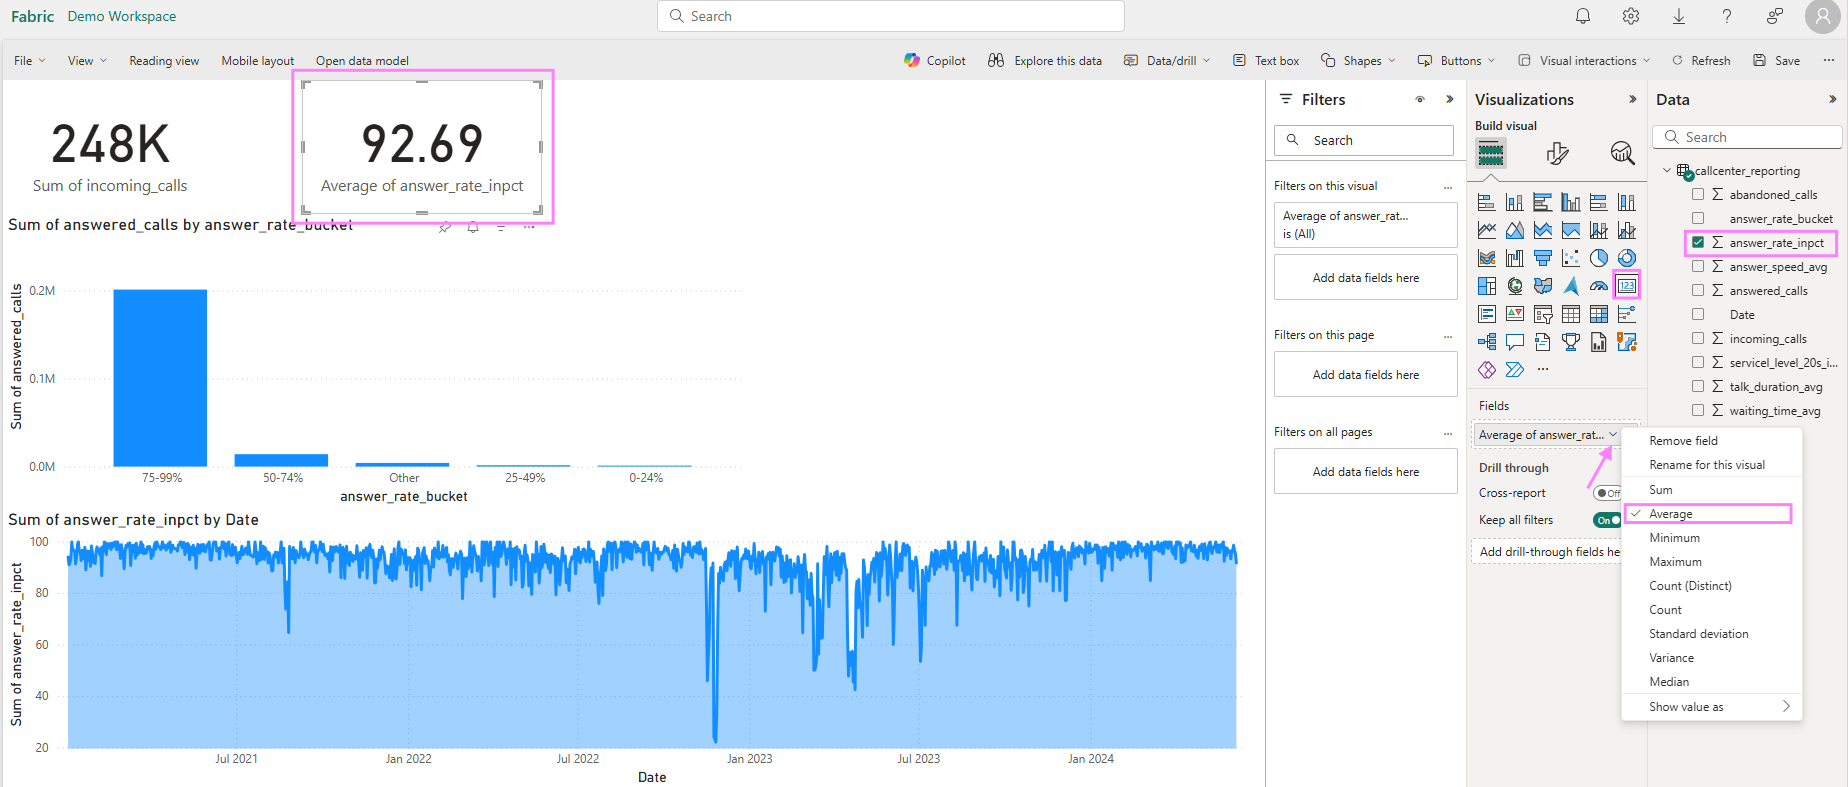 Fabric Demo Workspace
Search
File View Reading view Mobile layout Open data model
Copilot Explore this data Data/drill Text box Shapes Buttons Visual interactions Refresh Save ...
248K
Sum of incoming_calls
92.69
Average of answer_rate_inpct
Sum of answered_calls by answer_rate_bucket
Sum of answered_calls
0.2M
0.1M
0.0M
75-99% 50-74% Other 25-49% 0-24%
answer_rate_bucket
Sum of answer_rate_inpct by Date
Sum of answer_rate_inpct
100
80
60
40
20
Jul 2021 Jan 2022 Jul 2022 Jan 2023 Jul 2023 Jan 2024
Date
Filters
Search
Filters on this visual ...
Average of answer_rat...
is (All)
Add data fields here
Filters on this page ...
Add data fields here
Filters on all pages ...
Add data fields here
Visualizations
Build visual
123
...
Fields
Average of answer_rat...
Drill through
Cross-report Off
Keep all filters On
Add drill-through fields he
Data
Search
callcenter_reporting
abandoned_calls
answer_rate_bucket
answer_rate_inpct
answer_speed_avg
answered_calls
Date
incoming_calls
servicel_level_20s_i...
talk_duration_avg
waiting_time_avg
Remove field
Rename for this visual
Sum
Average
Minimum
Maximum
Count (Distinct)
Count
Standard deviation
Variance
Median
Show value as